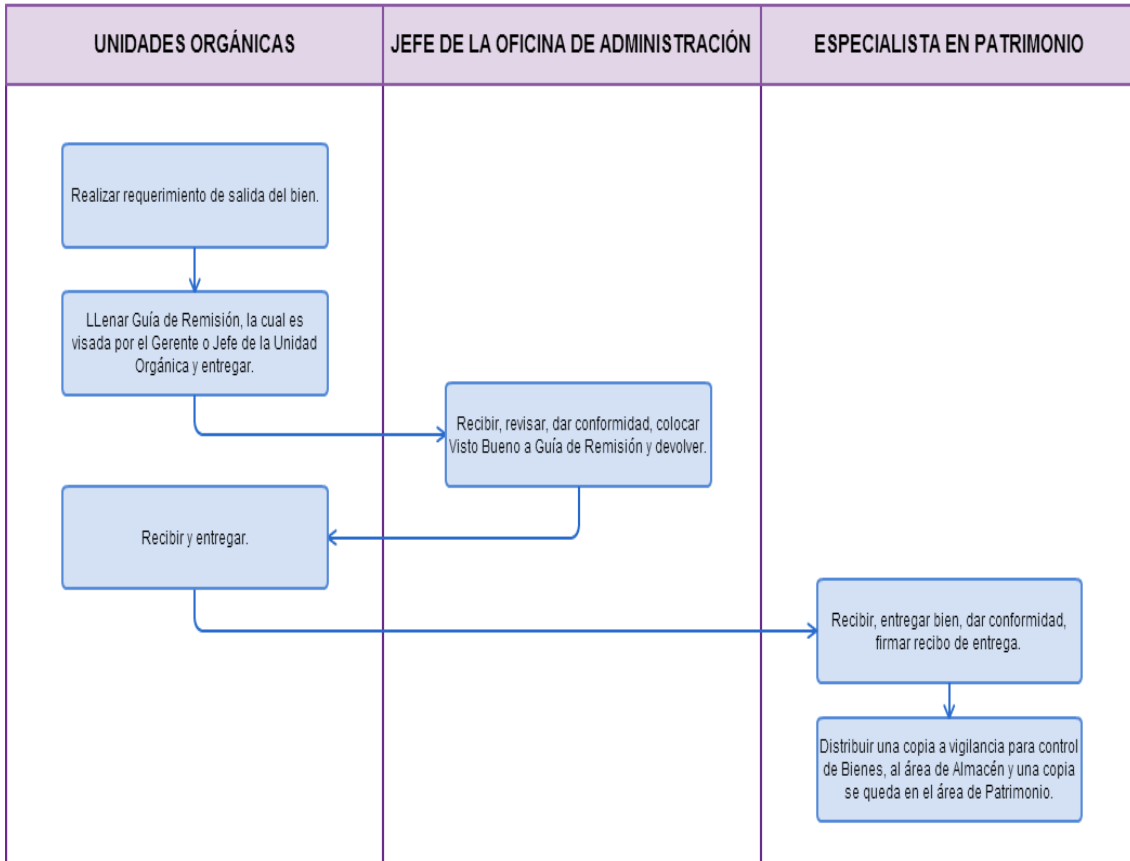 UNIDADES ORGÁNICAS
JEFE DE LA OFICINA DE ADMINISTRACIÓN
ESPECIALISTA EN PATRIMONIO
Realizar requerimiento de salida del bien.
LLenar Guía de Remisión, la cual es
visada por el Gerente o Jefe de la Unidad
Orgánica y entregar.
Recibir, revisar, dar conformidad, colocar
Visto Bueno a Guía de Remisión y devolver.
Recibir y entregar.
Recibir, entregar bien, dar conformidad,
firmar recibo de entrega.
Distribuir una copia a vigilancia para control
de Bienes, al área de Almacén y una copia
se queda en el área de Patrimonio.